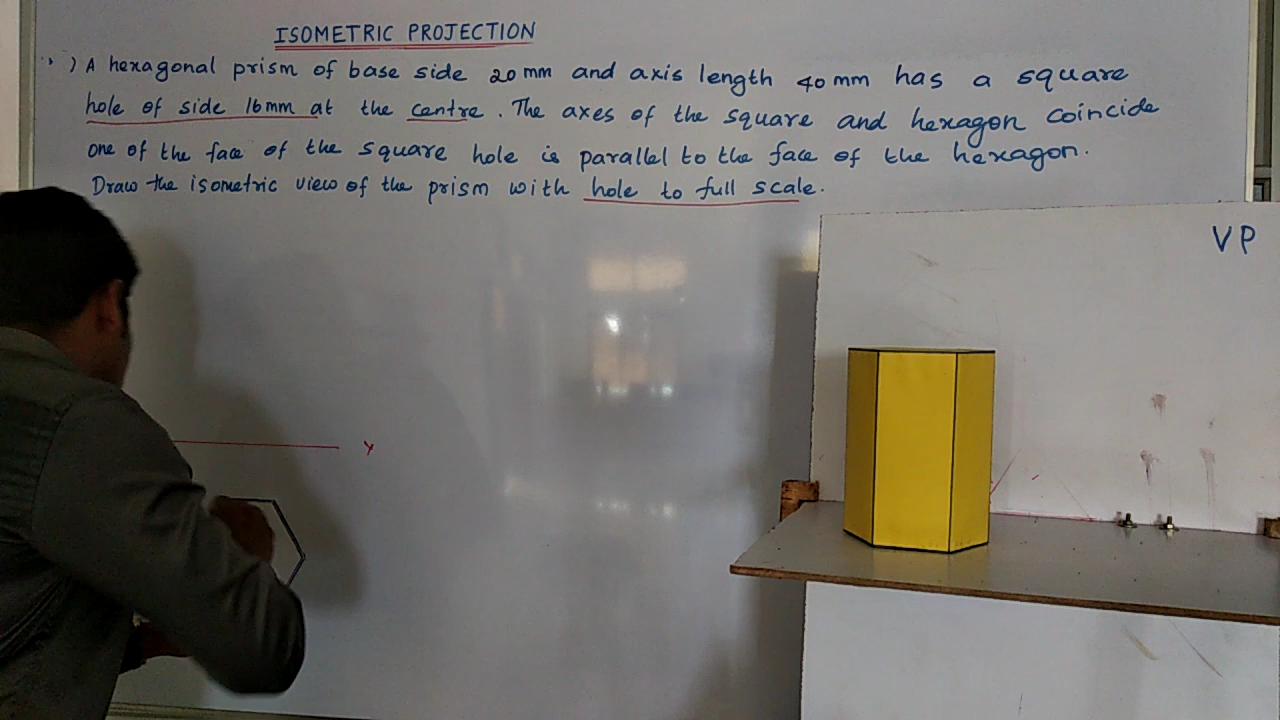 ISOMETRIC PROJECTION
) A hexagonal prism of base side 20 mm and axis length 40 mm has a square
hole of side 16 mm at the centre. The axes of the square and hexagon coincide
one of the face of the square hole is parallel to the face of the hexagon.
Draw the isometric view of the prism with hole to full scale.
VP
Y